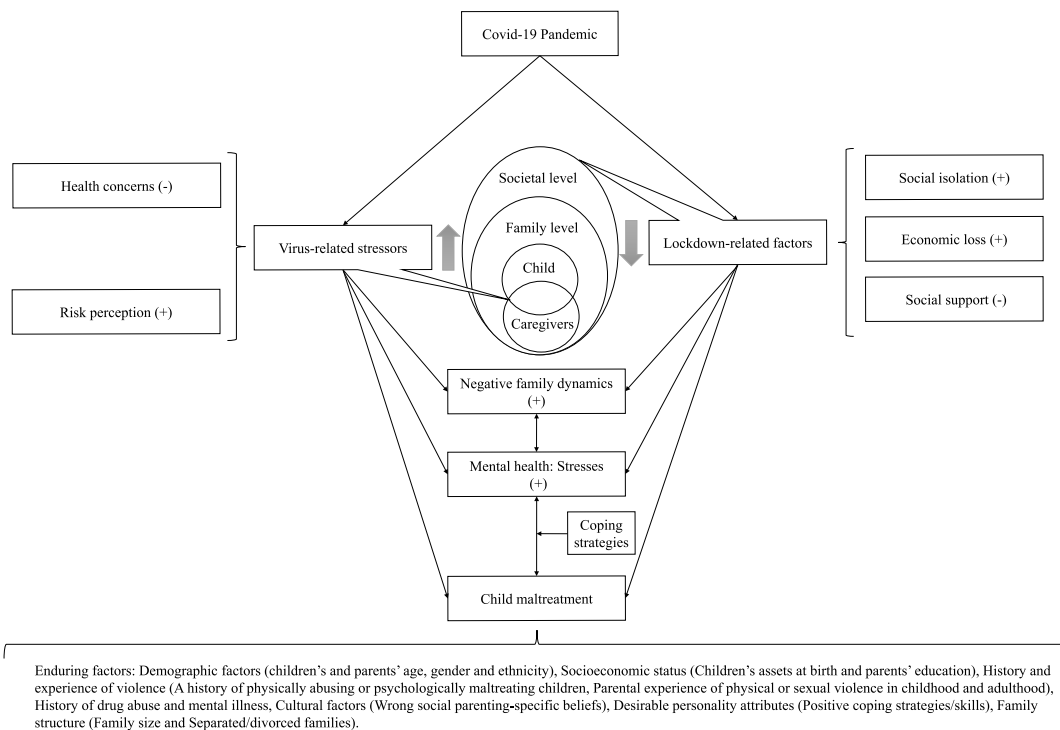 Covid-19 Pandemic
Societal level
Health concerns (-)
Social isolation (+)
Family level
Virus-related stressors
Lockdown-related factors
Economic loss (+)
Child
Risk perception (+)
Social support (-)
Caregivers
Negative family dynamics
(+)
Mental health: Stresses
(+)
Coping
strategies
Child maltreatment
Enduring factors: Demographic factors (children’s and parents’ age, gender and ethnicity), Socioeconomic status (Children’s assets at birth and parents’ education), History and
experience of violence (A history of physically abusing or psychologically maltreating children, Parental experience of physical or sexual violence in childhood and adulthood),
History of drug abuse and mental illness, Cultural factors (Wrong social parenting-specific beliefs), Desirable personality attributes (Positive coping strategies/skills), Family
structure (Family size and Separated/divorced families).